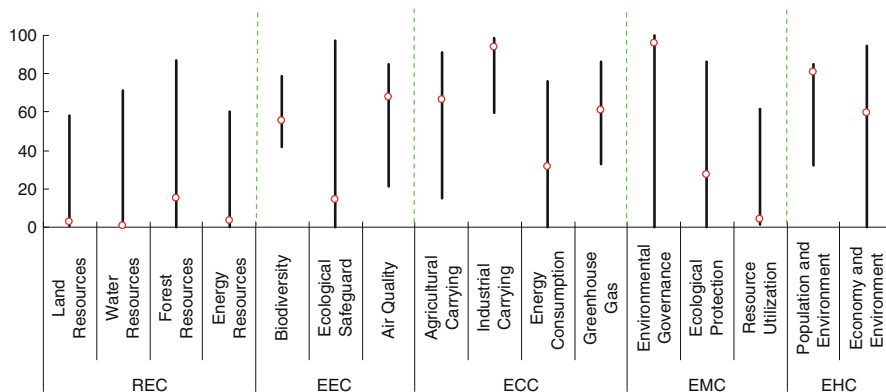 100
80
60
40
20
0
Land
Resources
Water
Resources
Forest
Resources
Energy
Resources
Biodiversity
Ecological
Safeguard
Air Quality
Agricultural
Carrying
Industrial
Carrying
Energy
Consumption
Greenhouse
Gas
Environmental
Governance
Ecological
Protection
Resource
Utilization
Population and
Environment
Economy and
Environment
REC
EEC
ECC
EMC
EHC